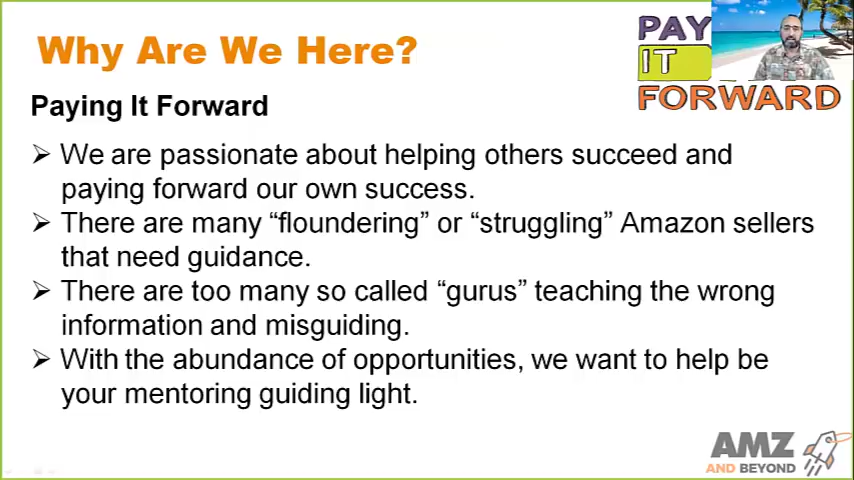 Why Are We Here?
PAY
IT
FORWARD
Paying It Forward
➢ We are passionate about helping others succeed and
paying forward our own success.
➢ There are many “floundering” or “struggling” Amazon sellers
that need guidance.
➢ There are too many so called “gurus” teaching the wrong
information and misguiding.
➢ With the abundance of opportunities, we want to help be
your mentoring guiding light.
AMZ
AND BEYOND